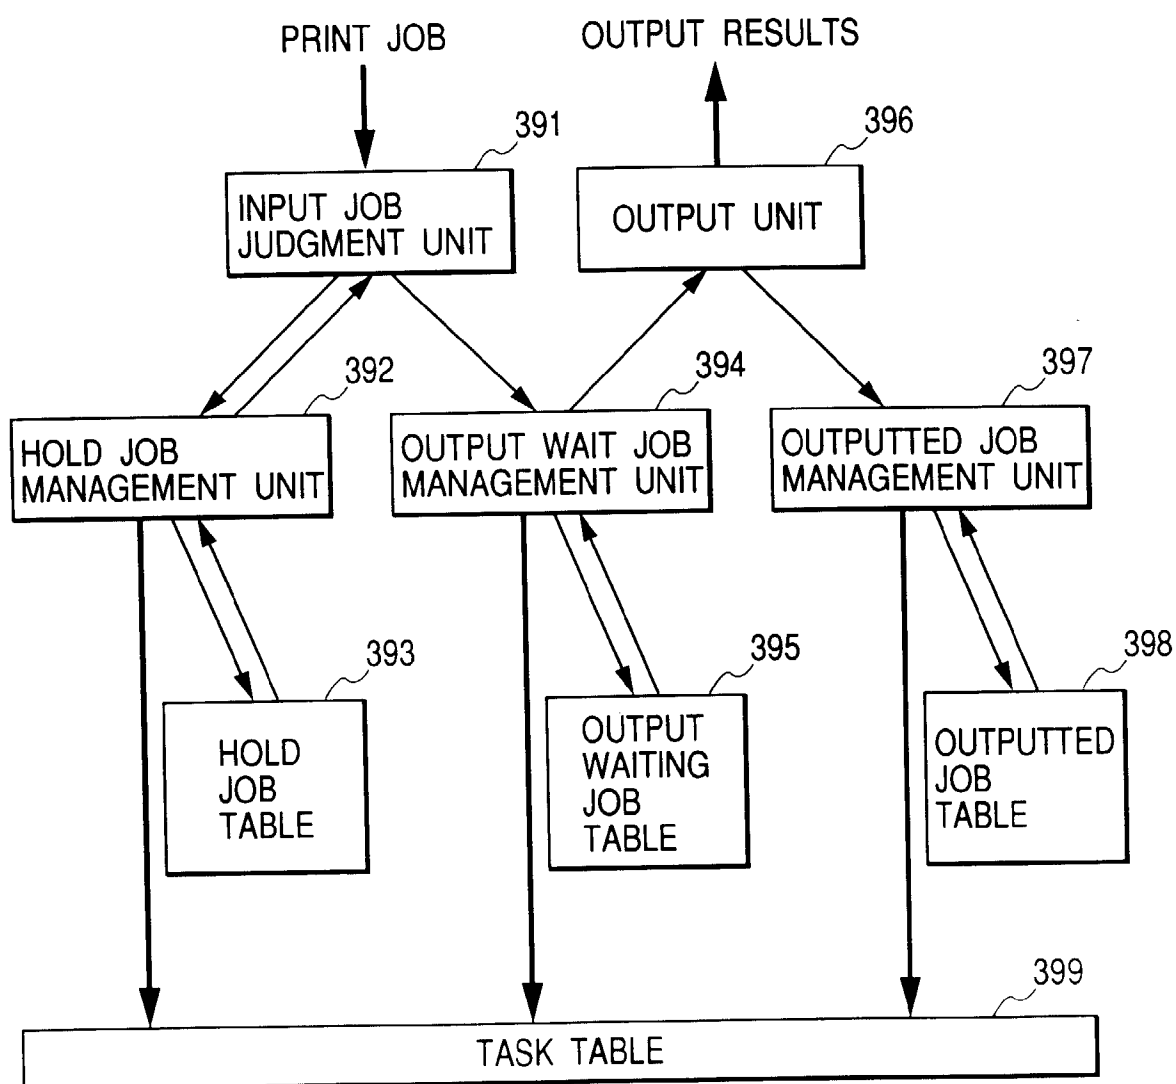 PRINT JOB
OUTPUT RESULTS
391
396
INPUT JOB
JUDGMENT UNIT
OUTPUT UNIT
392
394
397
HOLD JOB
MANAGEMENT UNIT
OUTPUT WAIT JOB
MANAGEMENT UNIT
OUTPUTTED JOB
MANAGEMENT UNIT
393
395
398
HOLD
JOB
TABLE
OUTPUT
WAITING
JOB
TABLE
OUTPUTTED
JOB
TABLE
399
TASK TABLE